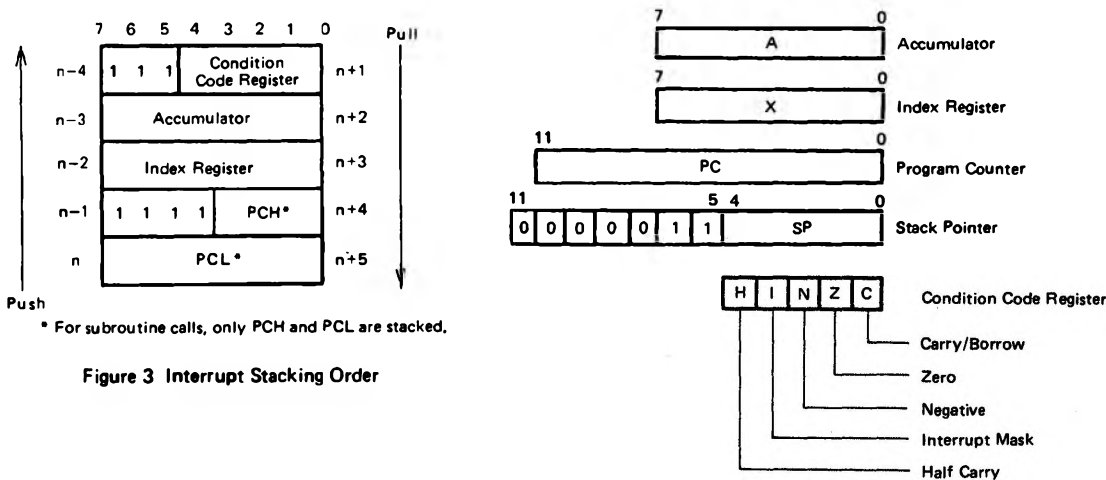 7 6 5 4 3 2 1 0
Pull
n−4 1 1 1 Condition Code Register n+1
n−3 Accumulator n+2
n−2 Index Register n+3
n−1 1 1 1 1 PCH* n+4
n PCL* n+5
Push
* For subroutine calls, only PCH and PCL are stacked.
Figure 3 Interrupt Stacking Order
7 0
A Accumulator
7 0
X Index Register
11 0
PC Program Counter
11 5 4 0
0 0 0 0 0 1 1 SP Stack Pointer
H I N Z C Condition Code Register
Carry/Borrow
Zero
Negative
Interrupt Mask
Half Carry